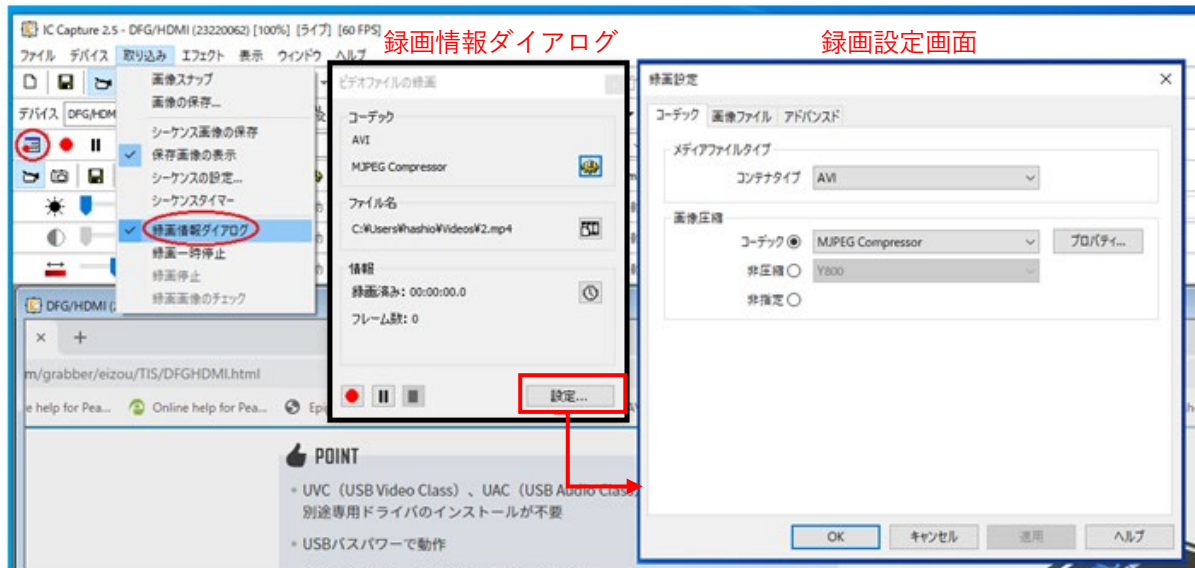 IC Capture 2.5 - DFG/HDMI (23220062) [100%] [ライブ] [60 FPS]
録画情報ダイアログ
録画設定画面
ファイル デバイス 取り込み エフェクト 表示 ウィンドウ ヘルプ
デバイス DFG/HDM
画像スナップ
画像の保存...
シーケンス画像の保存
保存画像の表示
シーケンスの設定...
シーケンスタイマー
録画情報ダイアログ
録画一時停止
録画停止
録画画像のチェック
ビデオファイルの録画
コーデック
AVI
MJPEG Compressor
ファイル名
C:¥Users¥hashio¥Videos¥2.mp4
情報
録画済み: 00:00:00.0
フレーム数: 0
設定...
録画設定
コーデック 画像ファイル アドバンスド
メディアファイルタイプ
コンテナタイプ AVI
画像圧縮
コーデック MJPEG Compressor プロパティ...
非圧縮 Y800
非指定
OK キャンセル 適用 ヘルプ
DFG/HDMI (
m/grabber/eizou/TIS/DFGHDMI.html
e help for Pea... Online help for Pea... Epi
POINT
UVC（USB Video Class）、UAC（USB Audio Class
別途専用ドライバのインストールが不要
USBバスパワーで動作